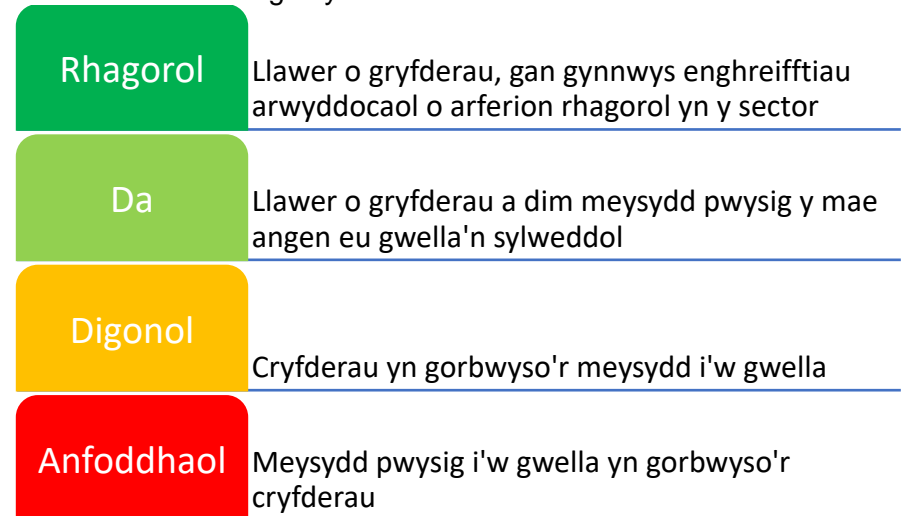 Rhagorol
Llawer o gryfderau, gan gynnwys enghreifftiau
arwyddocaol o arferion rhagorol yn y sector
Da
Llawer o gryfderau a dim meysydd pwysig y mae
angen eu gwella'n sylweddol
Digonol
Cryfderau yn gorbwyso'r meysydd i'w gwella
Anfoddhaol
Meysydd pwysig i'w gwella yn gorbwyso'r
cryfderau